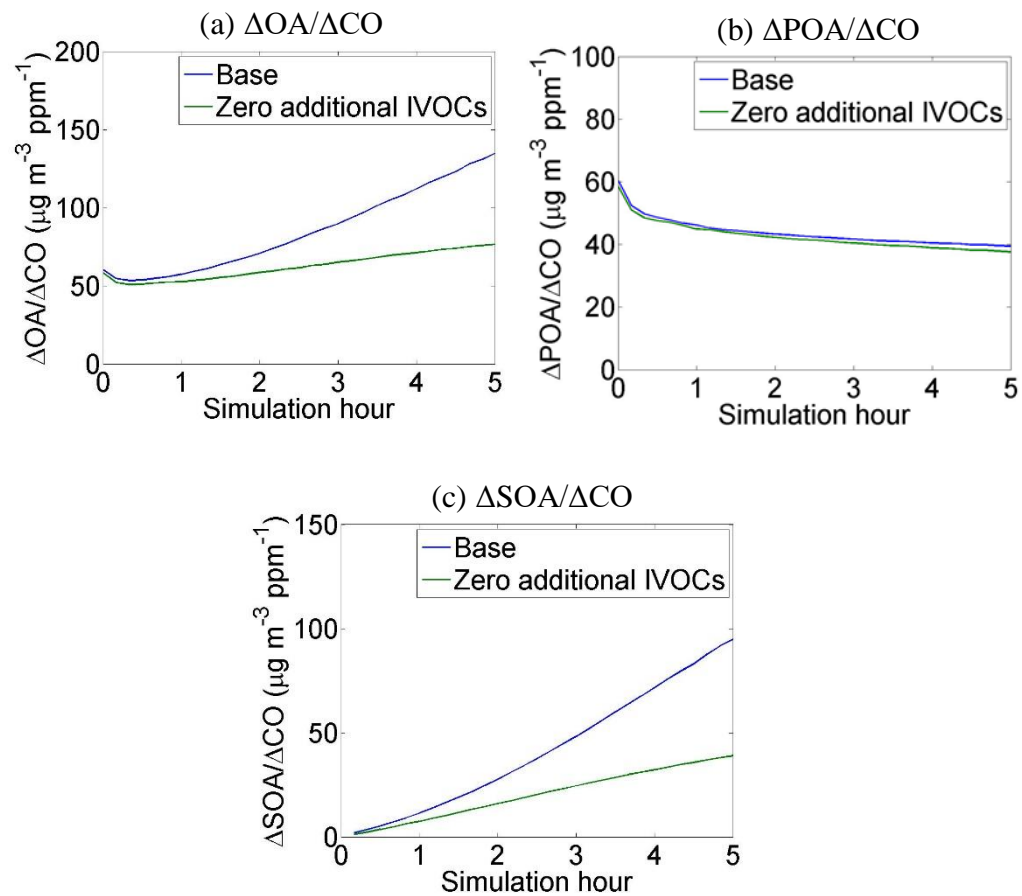 (a) ΔOA/ΔCO
ΔOA/ΔCO (μg m⁻³ ppm⁻¹)
200
150
100
50
0
Base
Zero additional IVOCs
0 1 2 3 4 5
Simulation hour
(b) ΔPOA/ΔCO
ΔPOA/ΔCO (μg m⁻³ ppm⁻¹)
100
80
60
40
20
0
Base
Zero additional IVOCs
0 1 2 3 4 5
Simulation hour
(c) ΔSOA/ΔCO
ΔSOA/ΔCO (μg m⁻³ ppm⁻¹)
150
100
50
0
Base
Zero additional IVOCs
0 1 2 3 4 5
Simulation hour